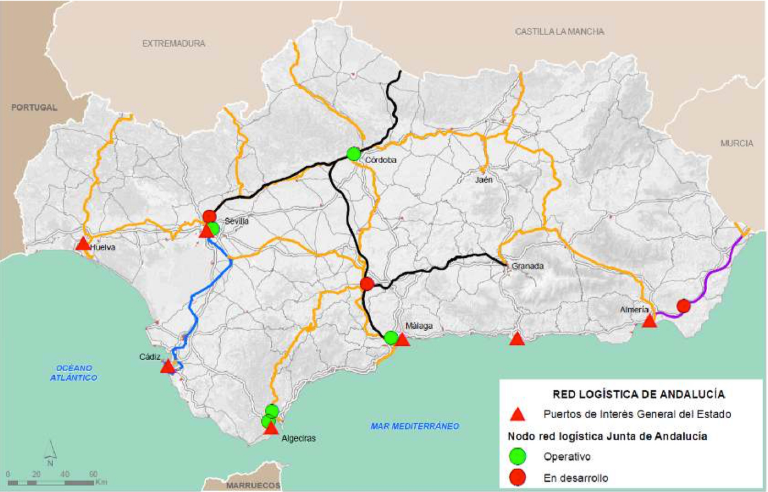 CASTILLA LA MANCHA
EXTREMADURA
PORTUGAL
MURCIA
Córdoba
Jaén
Sevilla
Huelva
Granada
Almería
Málaga
Cádiz
OCÉANO
ATLÁNTICO
MAR MEDITERRÁNEO
Algeciras
N
0 20 40 60
Km
MARRUECOS
RED LOGÍSTICA DE ANDALUCÍA
Puertos de Interés General del Estado
Nodo red logística Junta de Andalucía
Operativo
En desarrollo